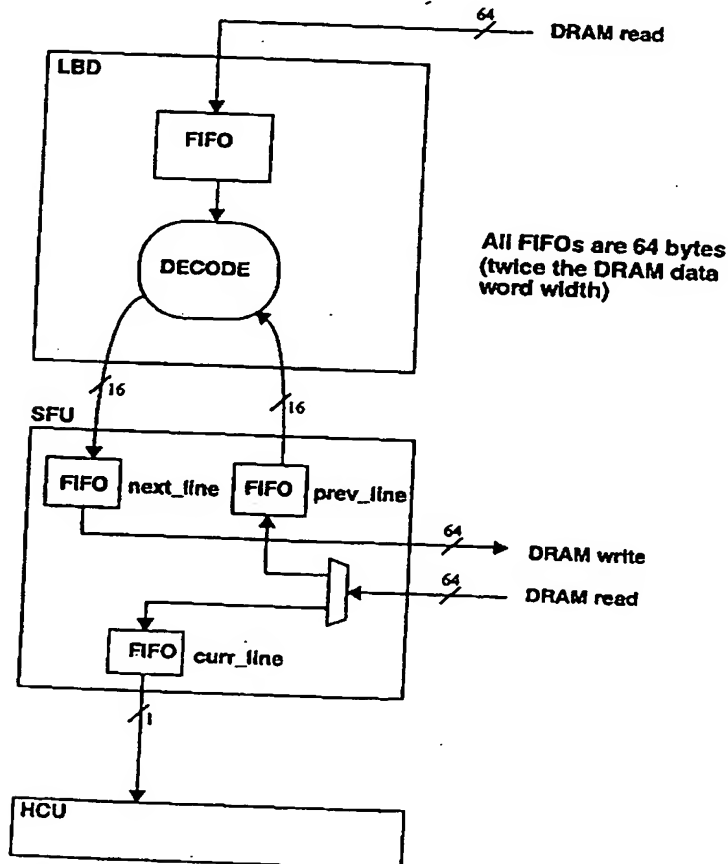 64
DRAM read
LBD
FIFO
DECODE
All FIFOs are 64 bytes
(twice the DRAM data
word width)
16
16
SFU
FIFO
next_line
FIFO
prev_line
64
DRAM write
64
DRAM read
FIFO
curr_line
1
HCU